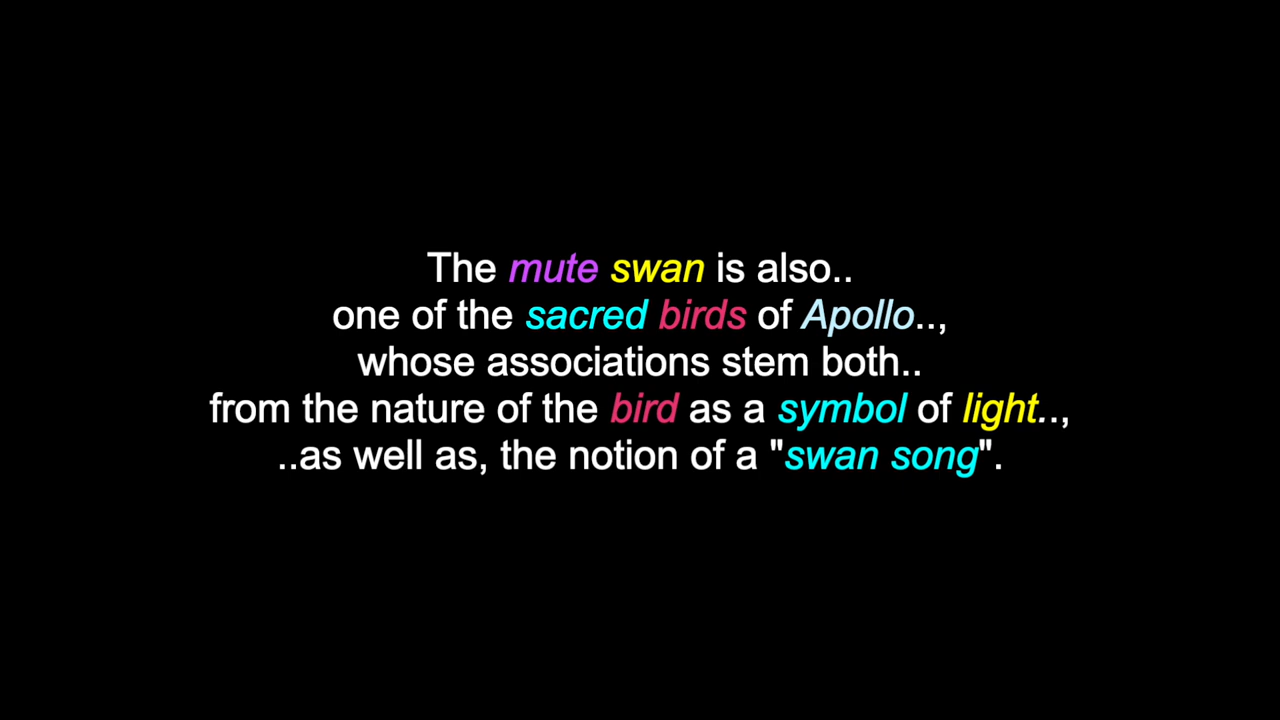 The mute swan is also..
one of the sacred birds of Apollo..,
whose associations stem both..
from the nature of the bird as a symbol of light..,
..as well as, the notion of a "swan song".